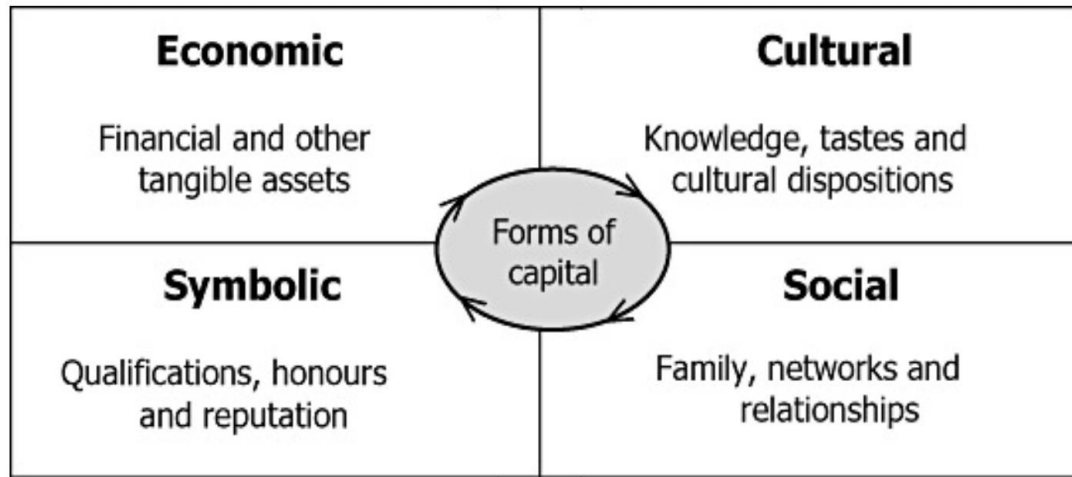 Economic
Financial and other
tangible assets
Cultural
Knowledge, tastes and
cultural dispositions
Forms of
capital
Symbolic
Qualifications, honours
and reputation
Social
Family, networks and
relationships